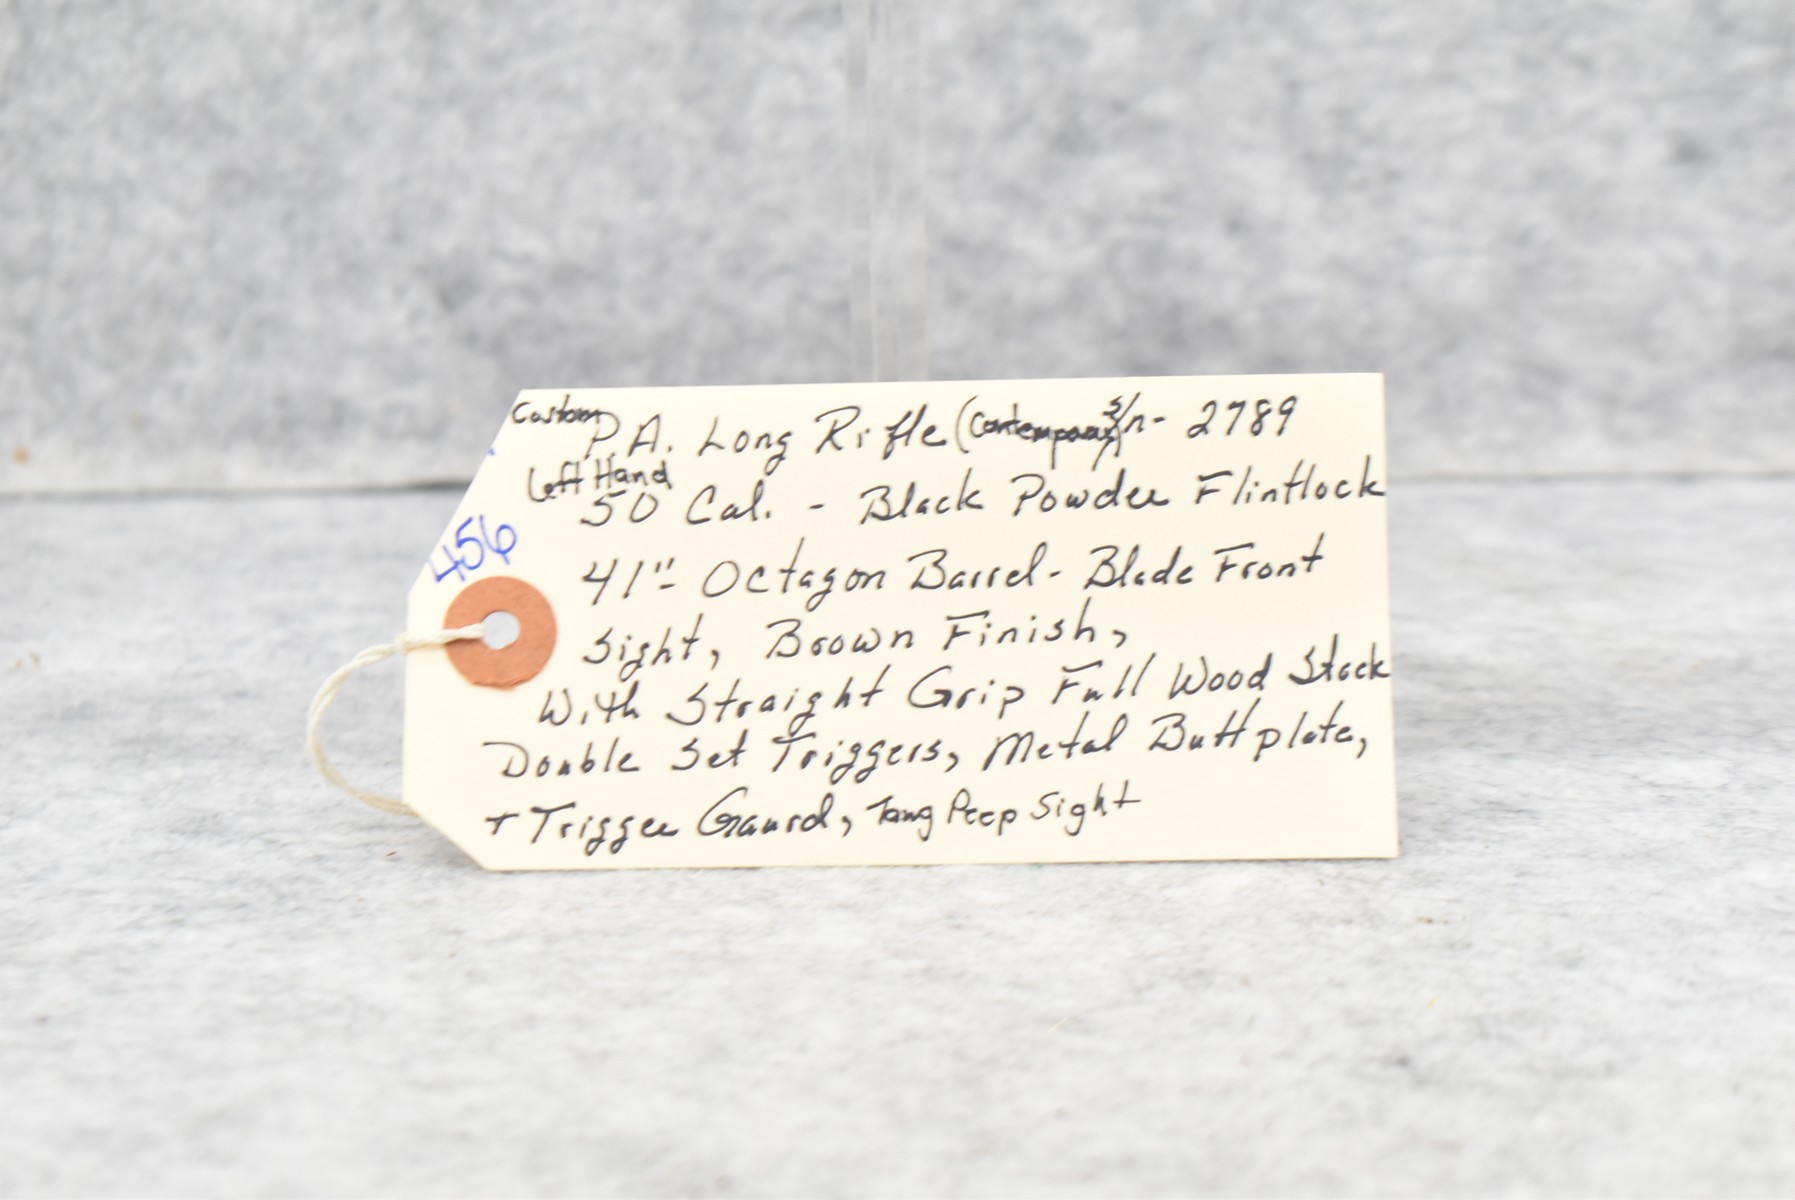 Custom P.A. Long Rifle (Contemporary) S/n- 2789
Left Hand
50 Cal. - Black Powder Flintlock
456
41"- Octagon Barrel- Blade Front
Sight, Brown Finish,
With Straight Grip Full Wood Stock
Double Set Triggers, Metal Buttplate,
+ Trigger Gaurd, Tang Peep Sight